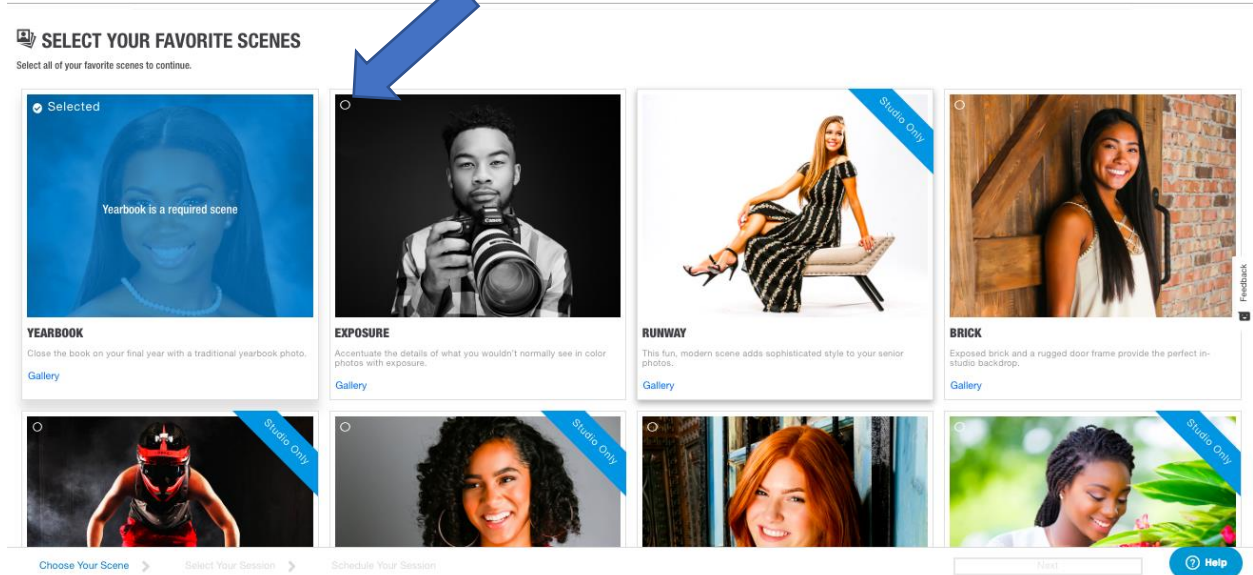 SELECT YOUR FAVORITE SCENES
Select all of your favorite scenes to continue.
Selected
Yearbook is a required scene
YEARBOOK
Close the book on your final year with a traditional yearbook photo.
Gallery
Canon
EXPOSURE
Accentuate the details of what you wouldn't normally see in color
photos with exposure.
Gallery
Studio Only
RUNWAY
This fun, modern scene adds sophisticated style to your senior
photos.
Gallery
BRICK
Exposed brick and a rugged door frame provide the perfect in-
studio backdrop.
Gallery
Feedback
Studio Only
Studio Only
Studio Only
Choose Your Scene
Select Your Session
Schedule Your Session
Next
Help